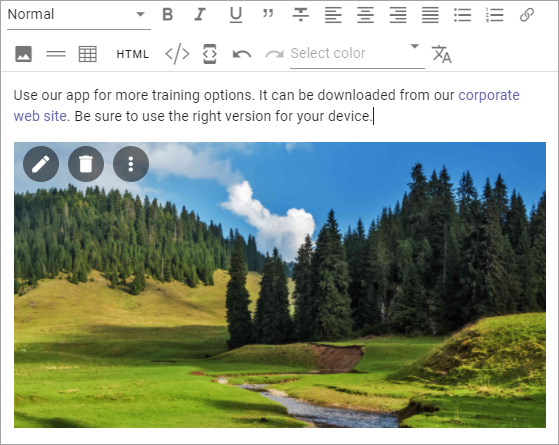 Normal
HTML
Select color
Use our app for more training options. It can be downloaded from our corporate
web site. Be sure to use the right version for your device.